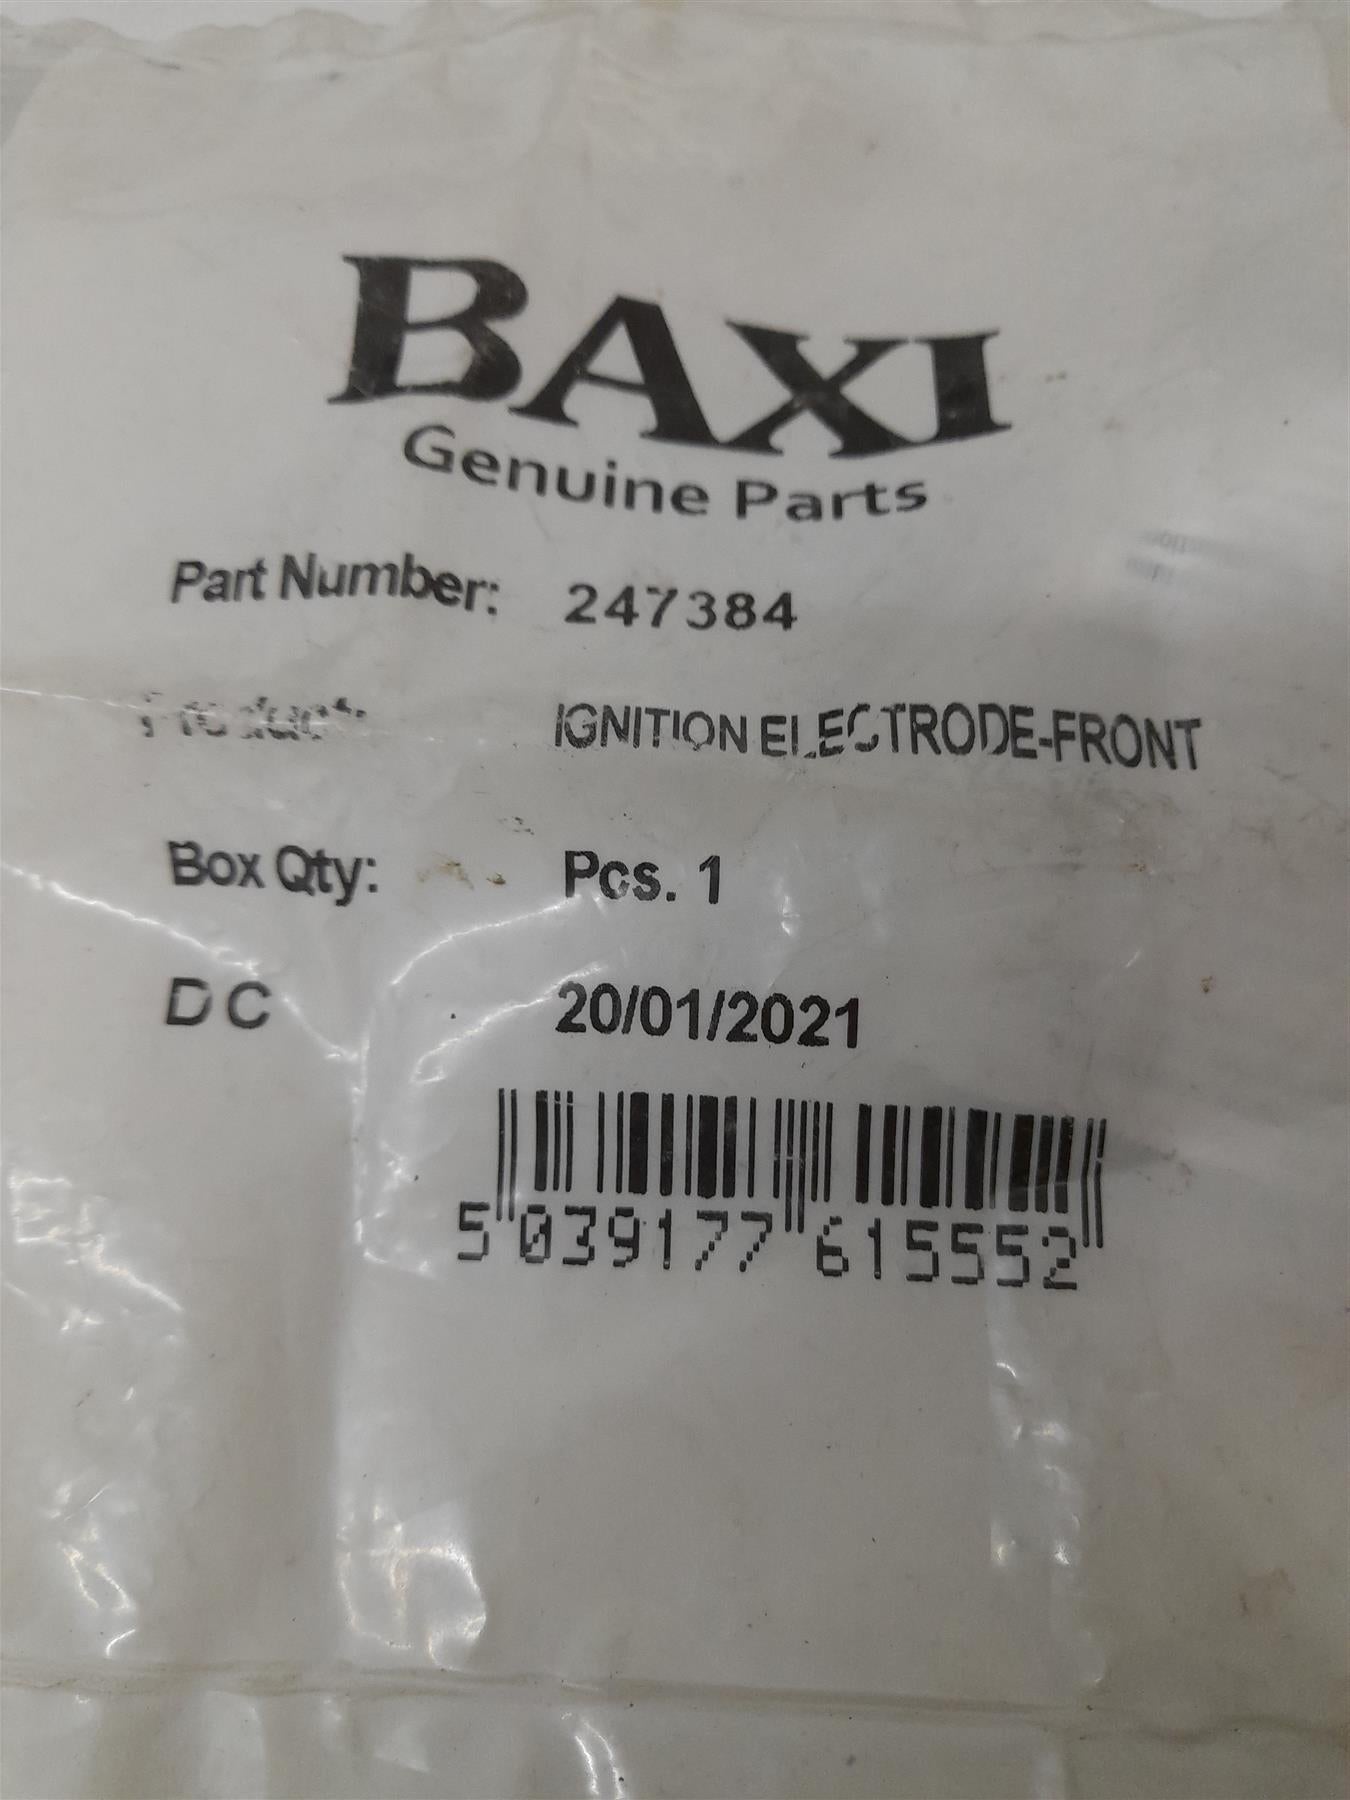 BAXI
Genuine Parts
Part Number: 247384
Product: IGNITION ELECTRODE-FRONT
Box Qty: Pcs. 1
D C 20/01/2021
5 039177 615552